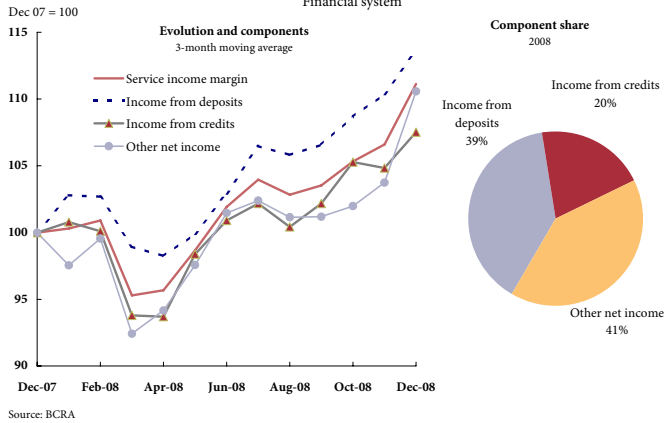 Financial system
Dec 07 = 100
Evolution and components
3-month moving average
Service income margin
Income from deposits
Income from credits
Other net income
115
110
105
100
95
90
Dec-07 Feb-08 Apr-08 Jun-08 Aug-08 Oct-08 Dec-08
Component share
2008
Income from credits
20%
Income from
deposits
39%
Other net income
41%
Source: BCRA